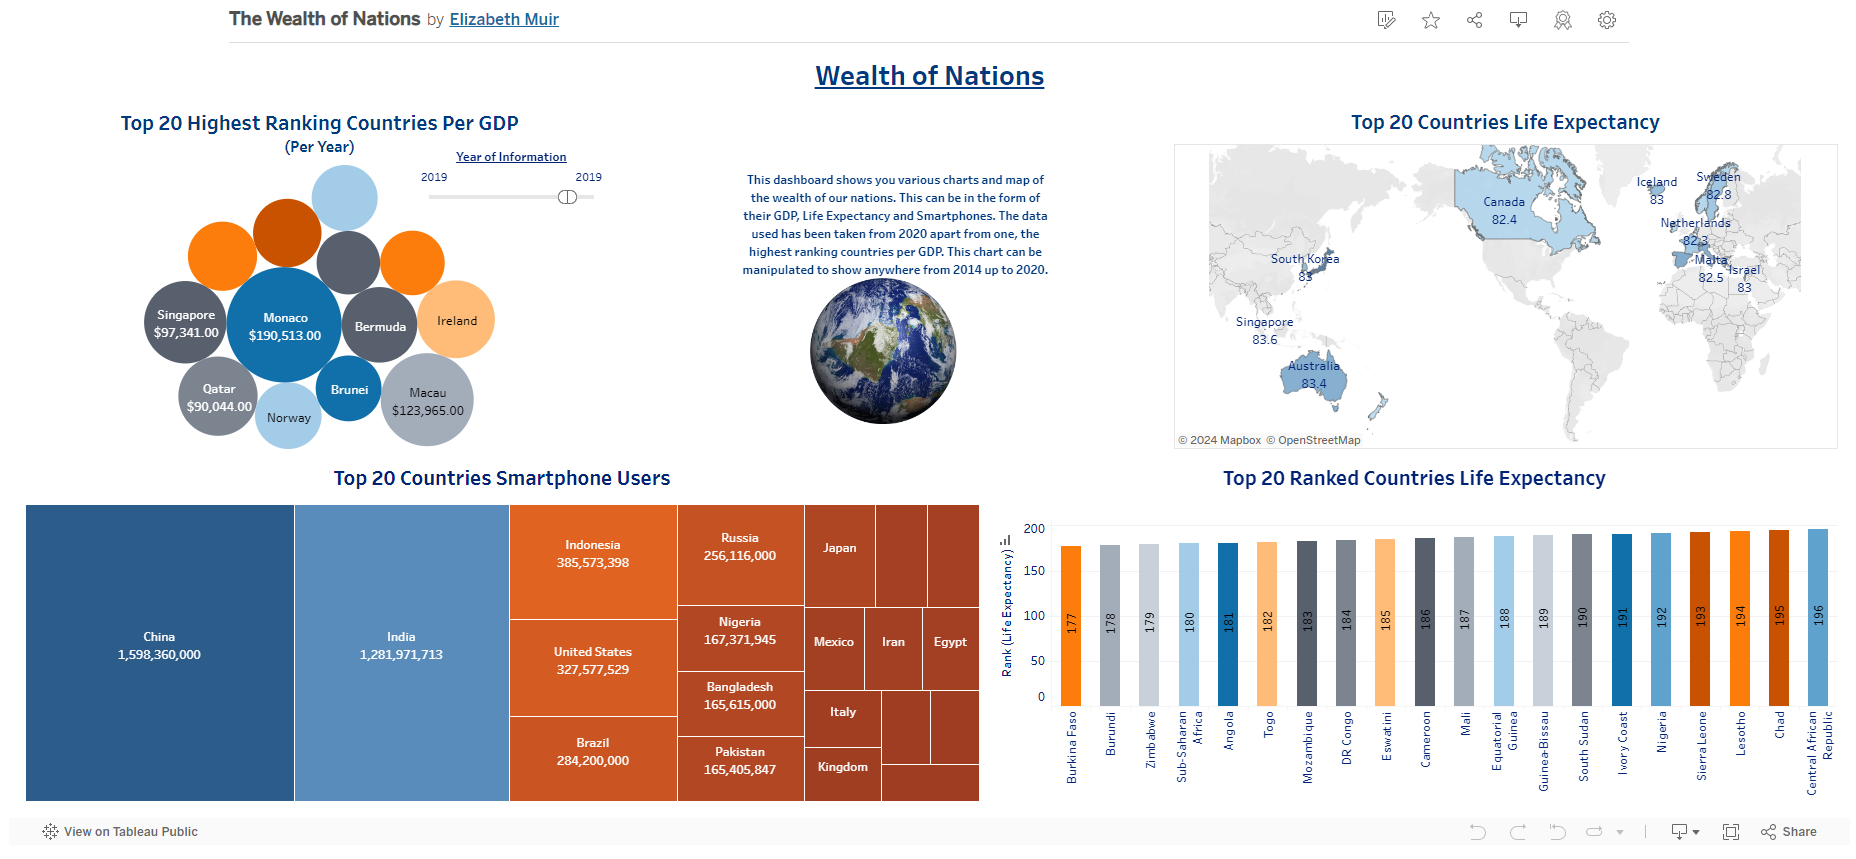 The Wealth of Nations by Elizabeth Muir
Wealth of Nations
Top 20 Highest Ranking Countries Per GDP
(Per Year)
Year of Information
2019 2019
Singapore
$97,341.00
Monaco
$190,513.00
Bermuda
Ireland
Qatar
$90,044.00
Norway
Brunei
Macau
$123,965.00
This dashboard shows you various charts and map of
the wealth of our nations. This can be in the form of
their GDP, Life Expectancy and Smartphones. The data
used has been taken from 2020 apart from one, the
highest ranking countries per GDP. This chart can be
manipulated to show anywhere from 2014 up to 2020.
Top 20 Countries Life Expectancy
Iceland
83
Sweden
82.8
Canada
82.4
Netherlands
82.3
South Korea
83
Malta
82.5
Israel
83
Singapore
83.6
Australia
83.4
© 2024 Mapbox © OpenStreetMap
Top 20 Countries Smartphone Users
China
1,598,360,000
India
1,281,971,713
Indonesia
385,573,398
United States
327,577,529
Brazil
284,200,000
Russia
256,116,000
Nigeria
167,371,945
Bangladesh
165,615,000
Pakistan
165,405,847
Japan
Mexico
Iran
Egypt
Italy
Kingdom
Top 20 Ranked Countries Life Expectancy
Rank (Life Expectancy)
200
150
100
50
0
177
178
179
180
181
182
183
184
185
186
187
188
189
190
191
192
193
194
195
196
Burkina Faso
Burundi
Zimbabwe
Sub-Saharan
Africa
Angola
Togo
Mozambique
DR Congo
Eswatini
Cameroon
Mali
Equatorial
Guinea
Guinea-Bissau
South Sudan
Ivory Coast
Nigeria
Sierra Leone
Lesotho
Chad
Central African
Republic
View on Tableau Public
Share